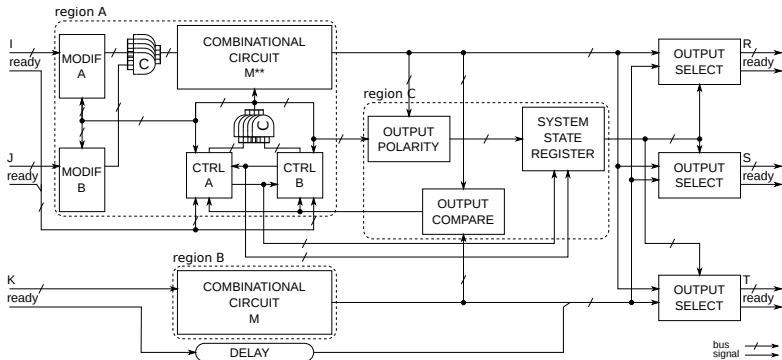 region A
I
ready
MODIF
A
C
COMBINATIONAL
CIRCUIT
M**
OUTPUT
SELECT
R
ready
region C
C
OUTPUT
POLARITY
SYSTEM
STATE
REGISTER
J
ready
MODIF
B
CTRL
A
CTRL
B
OUTPUT
SELECT
S
ready
OUTPUT
COMPARE
region B
K
ready
COMBINATIONAL
CIRCUIT
M
OUTPUT
SELECT
T
ready
DELAY
bus
signal